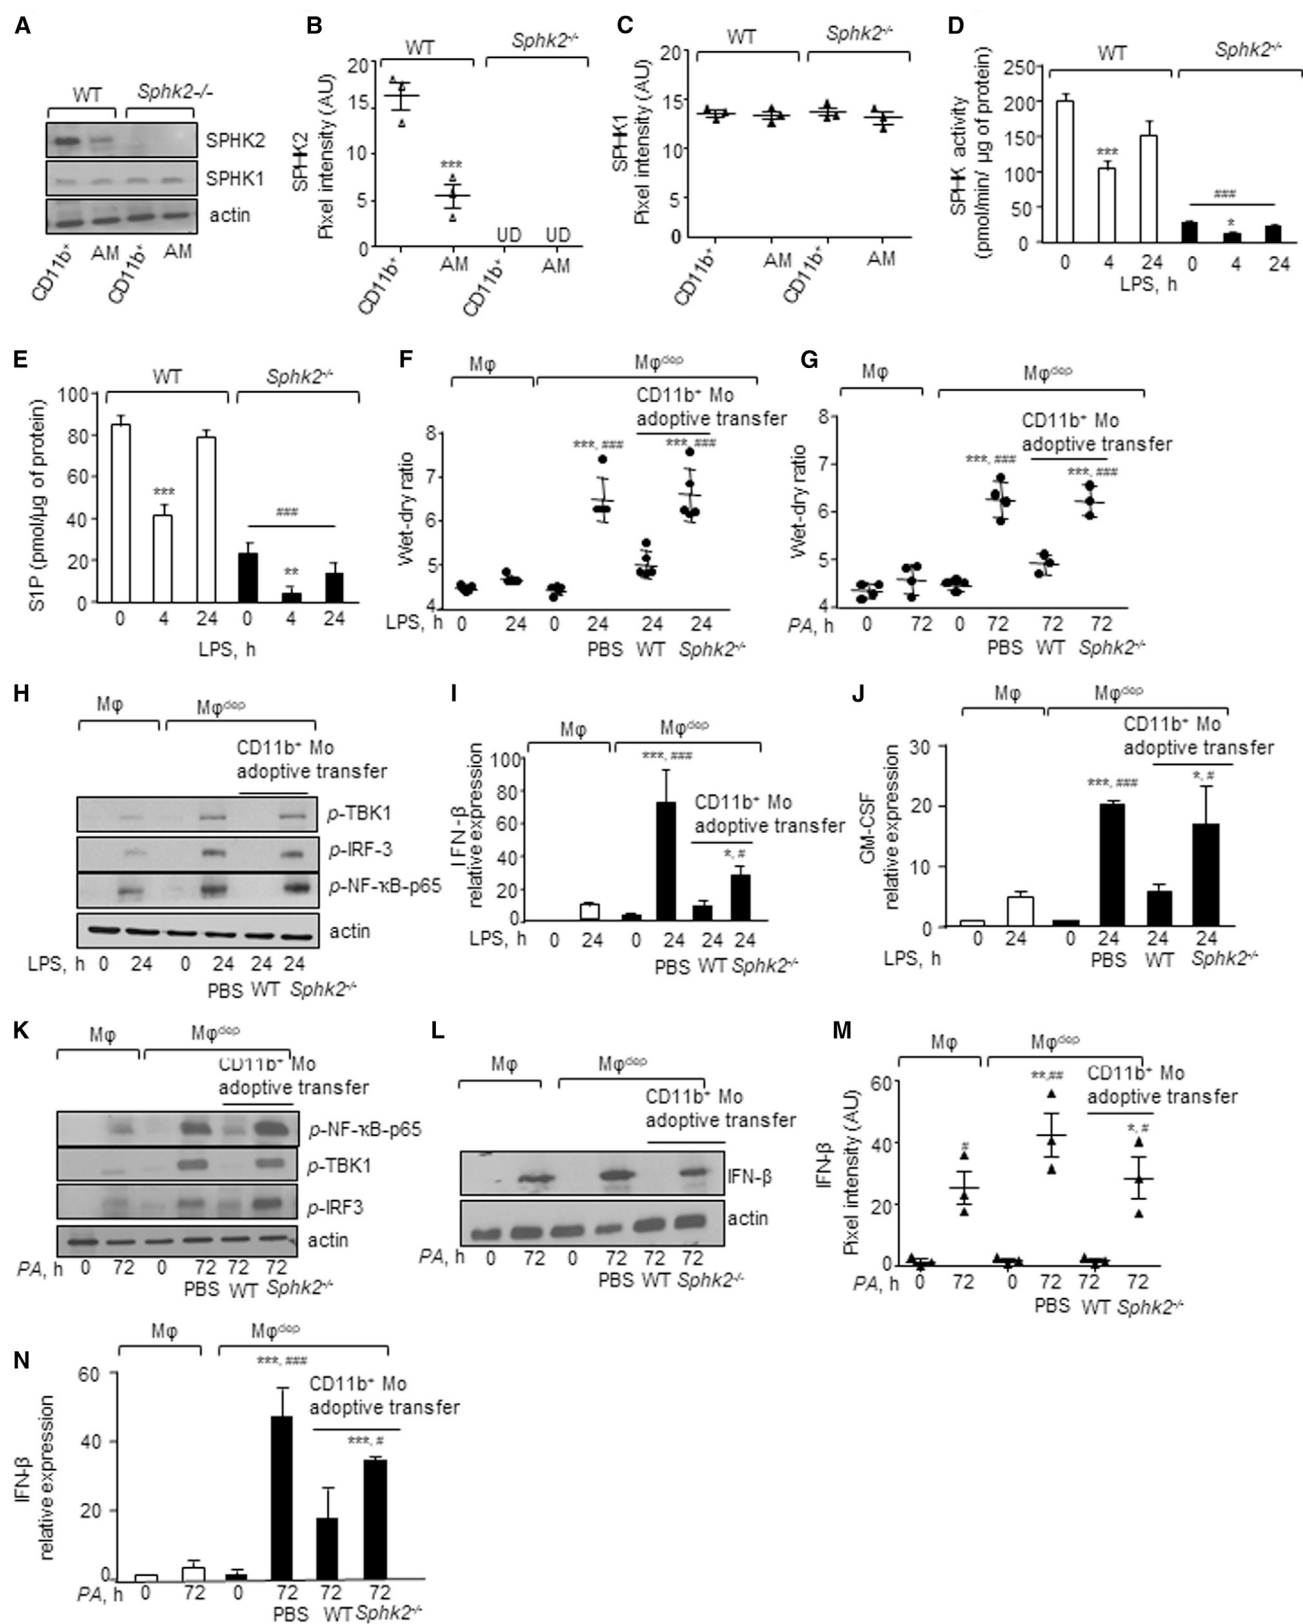 A
WT Sphk2-/-
SPHK2
SPHK1
actin
CD11b⁺ AM CD11b⁺ AM
B
WT Sphk2-/-
SPHK2
Pixel intensity (AU)
20
15
10
5
0
***
UD UD
CD11b⁺ AM CD11b⁺ AM
C
WT Sphk2-/-
SPHK1
Pixel intensity (AU)
20
15
10
5
0
CD11b⁺ AM CD11b⁺ AM
D
WT Sphk2-/-
SPHK activity
(pmol/min/ µg of protein)
250
200
150
100
50
0
***
###
*
0 4 24 0 4 24
LPS, h
E
WT Sphk2-/-
S1P (pmol/µg of protein)
100
80
60
40
20
0
***
###
**
0 4 24 0 4 24
LPS, h
F
Mφ Mφdep
CD11b⁺ Mo
adoptive transfer
***, ### ***, ###
Wet-dry ratio
8
7
6
5
4
LPS, h 0 24 0 24 24 24
PBS WT Sphk2-/-
G
Mφ Mφdep
CD11b⁺ Mo
adoptive transfer
***, ### ***, ###
Wet-dry ratio
8
7
6
5
4
PA, h 0 72 0 72 72 72
PBS WT Sphk2-/-
H
Mφ Mφdep
CD11b⁺ Mo
adoptive transfer
p-TBK1
p-IRF-3
p-NF-κB-p65
actin
LPS, h 0 24 0 24 24 24
PBS WT Sphk2-/-
I
Mφ Mφdep
***, ###
CD11b⁺ Mo
adoptive transfer
*, #
IFN-β
relative expression
100
80
60
40
20
0
LPS, h 0 24 0 24 24 24
PBS WT Sphk2-/-
J
Mφ Mφdep
CD11b⁺ Mo
adoptive transfer
***, ### *, #
GM-CSF
relative expression
30
20
10
0
LPS, h 0 24 0 24 24 24
PBS WT Sphk2-/-
K
Mφ Mφdep
CD11b⁺ Mo
adoptive transfer
p-NF-κB-p65
p-TBK1
p-IRF3
actin
PA, h 0 72 0 72 72 72
PBS WT Sphk2-/-
L
Mφ Mφdep
CD11b⁺ Mo
adoptive transfer
IFN-β
actin
PA, h 0 72 0 72 72 72
PBS WT Sphk2-/-
M
Mφ Mφdep
**,##
CD11b⁺ Mo
adoptive transfer
# *, #
IFN-β
Pixel intensity (AU)
60
40
20
0
PA, h 0 72 0 72 72 72
PBS WT Sphk2-/-
N
Mφ Mφdep
***, ###
CD11b⁺ Mo
adoptive transfer
***, #
IFN-β
relative expression
60
40
20
0
PA, h 0 72 0 72 72 72
PBS WT Sphk2-/-